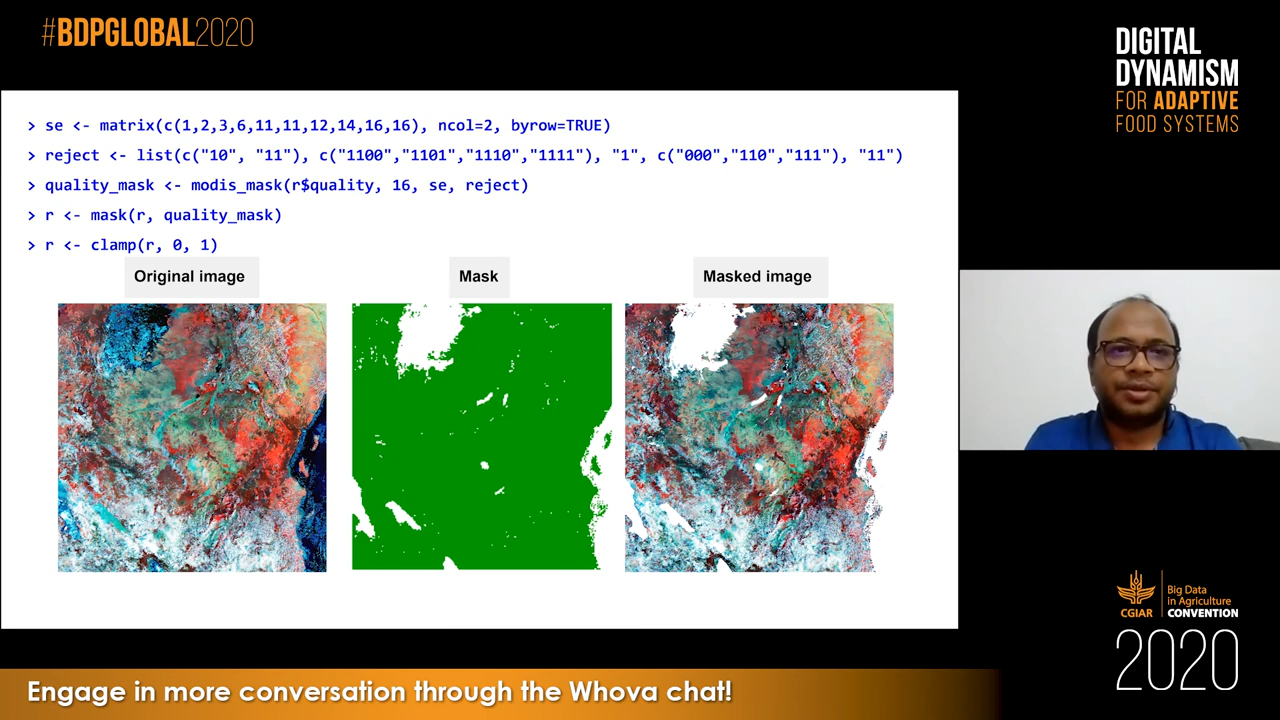 #BDPGLOBAL2020
DIGITAL
DYNAMISM
FOR ADAPTIVE
FOOD SYSTEMS
> se <- matrix(c(1,2,3,6,11,11,12,14,16,16), ncol=2, byrow=TRUE)
> reject <- list(c("10", "11"), c("1100","1101","1110","1111"), "1", c("000","110","111"), "11")
> quality_mask <- modis_mask(r$quality, 16, se, reject)
> r <- mask(r, quality_mask)
> r <- clamp(r, 0, 1)
Original image
Mask
Masked image
CGIAR
Big Data
in Agriculture
CONVENTION
2020
Engage in more conversation through the Whova chat!